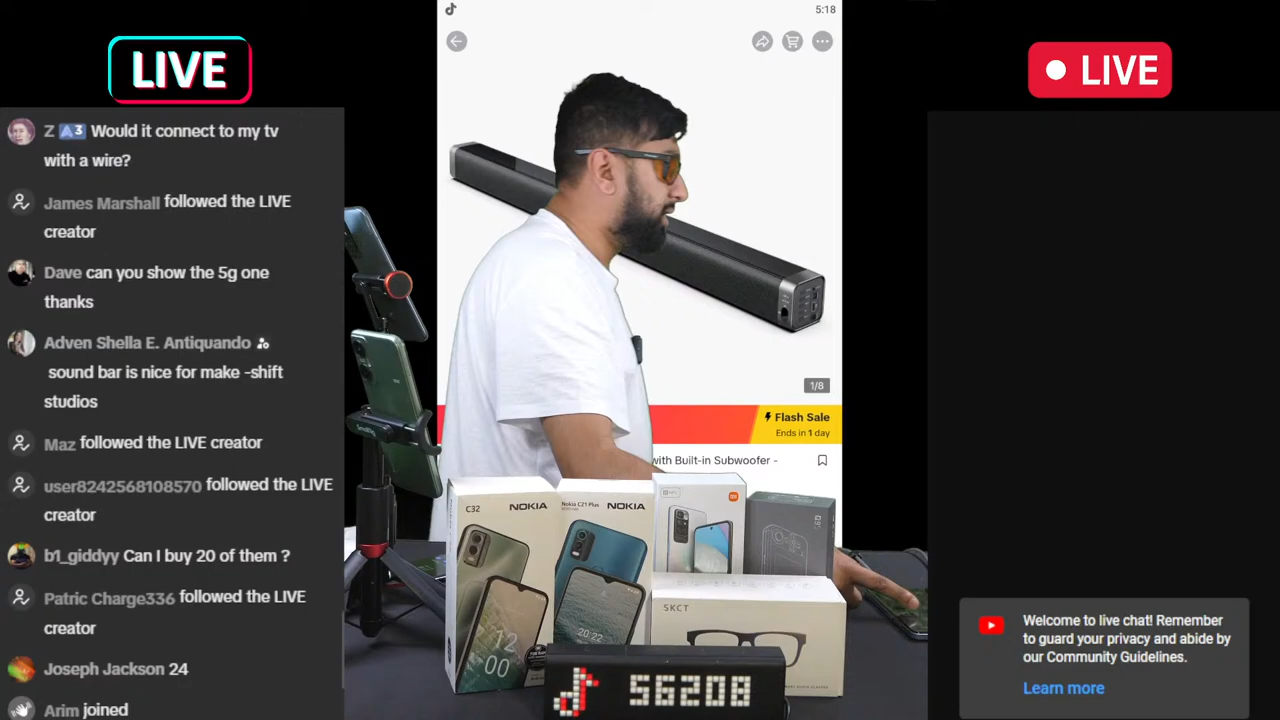 LIVE
Z A3 Would it connect to my tv
with a wire?
James Marshall followed the LIVE
creator
Dave can you show the 5g one
thanks
Adven Shella E. Antiquando
sound bar is nice for make -shift
studios
Maz followed the LIVE creator
user8242568108570 followed the LIVE
creator
b1_giddyy Can I buy 20 of them ?
Patric Charge336 followed the LIVE
creator
Joseph Jackson 24
Arim joined
5:18
1/8
Flash Sale
Ends in 1 day
with Built-in Subwoofer -
C32 NOKIA
12
00
Nokia C21 Plus NOKIA
20:22
SKCT
56208
LIVE
Welcome to live chat! Remember
to guard your privacy and abide by
our Community Guidelines.
Learn more